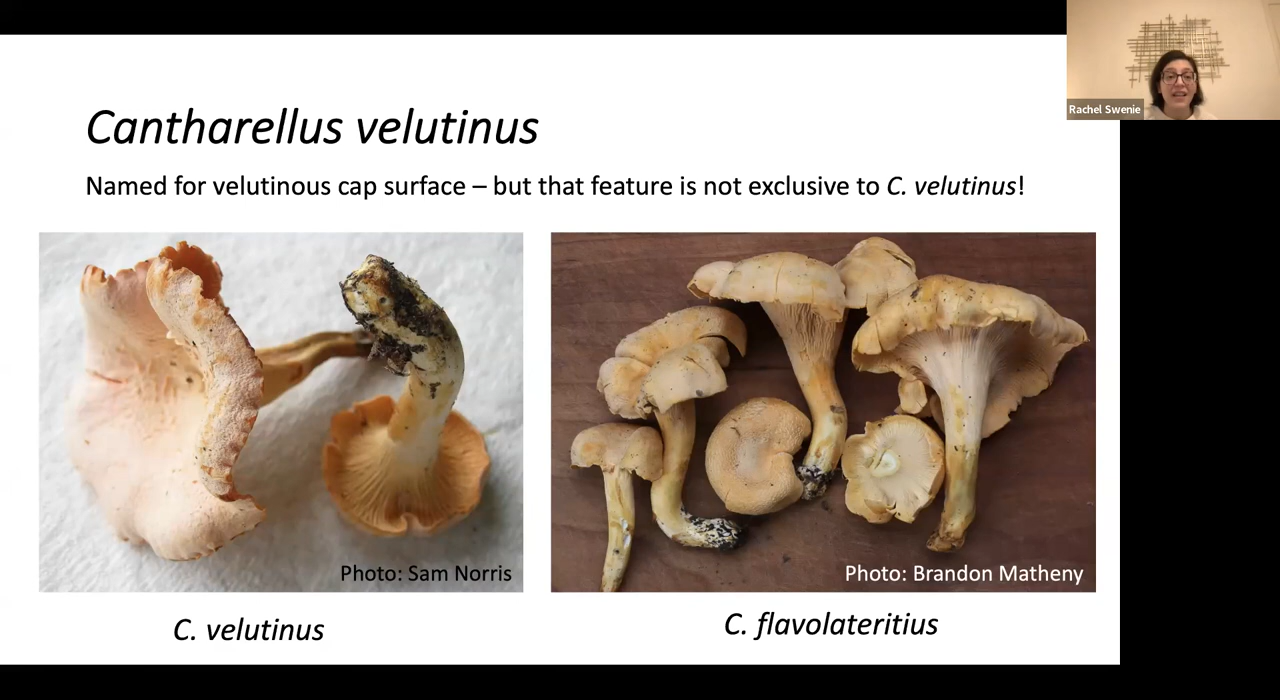 Rachel Swenie
Cantharellus velutinus
Named for velutinous cap surface – but that feature is not exclusive to C. velutinus!
Photo: Sam Norris
Photo: Brandon Matheny
C. velutinus
C. flavolateritius